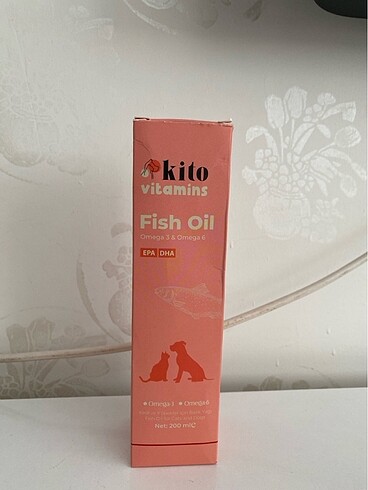 kito
vitamins
Fish Oil
Omega 3 & Omega 6
EPA DHA
Omega 3 Omega 6
Net: 200 ml